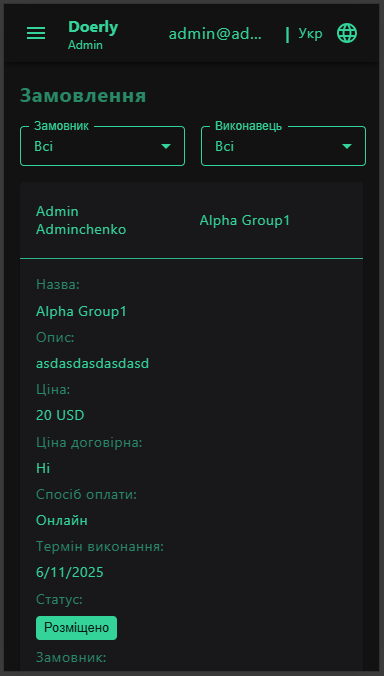 Doerly
Admin
admin@ad...
| Укр
Замовлення
Замовник
Всі
Виконавець
Всі
Admin
Adminchenko
Alpha Group1
Назва:
Alpha Group1
Опис:
asdasdasdasdasd
Ціна:
20 USD
Ціна договірна:
Ні
Спосіб оплати:
Онлайн
Термін виконання:
6/11/2025
Статус:
Розміщено
Замовник: